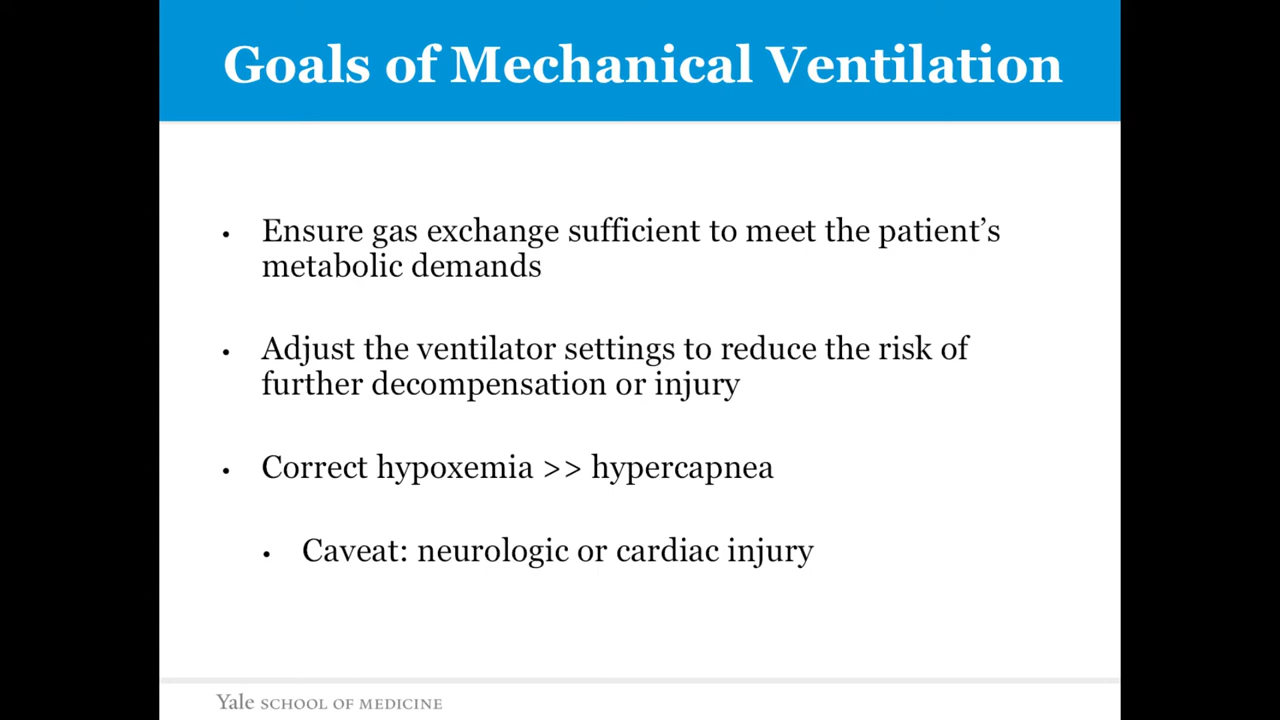 Goals of Mechanical Ventilation
• Ensure gas exchange sufficient to meet the patient’s
metabolic demands
• Adjust the ventilator settings to reduce the risk of
further decompensation or injury
• Correct hypoxemia >> hypercapnea
• Caveat: neurologic or cardiac injury
Yale SCHOOL OF MEDICINE